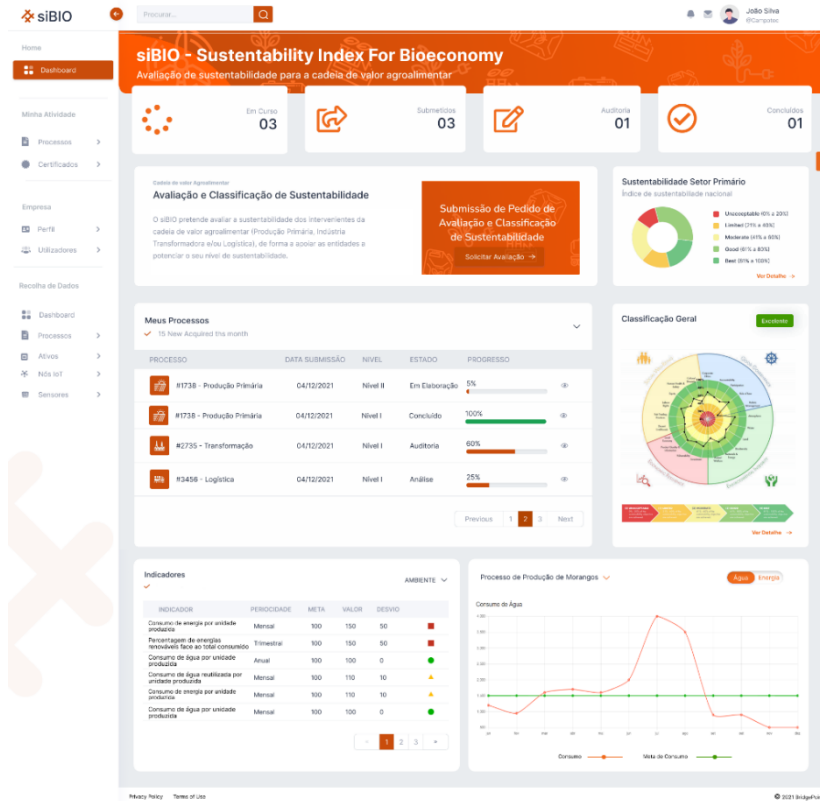 siBIO
Procurar...
João Silva
@Campotec
Home
Dashboard
Minha Atividade
Processos
Certificados
Empresa
Perfil
Utilizadores
Recolha de Dados
Dashboard
Processos
Ativos
Nós IoT
Sensores
siBIO - Sustentability Index For Bioeconomy
Avaliação de sustentabilidade para a cadeia de valor agroalimentar
Em Curso
03
Submetidos
03
Auditoria
01
Concluídos
01
Cadeia de valor Agroalimentar
Avaliação e Classificação de Sustentabilidade
O siBIO pretende avaliar a sustentabilidade dos intervenientes da
cadeia de valor agroalimentar (Produção Primária, Indústria
Transformadora e/ou Logística), de forma a apoiar as entidades a
potenciar o seu nível de sustentabilidade.
Submissão de Pedido de
Avaliação e Classificação
de Sustentabilidade
Solicitar Avaliação →
Sustentabilidade Setor Primário
Índice de sustentabilidade nacional
Unacceptable (0% a 20%)
Limited (21% a 40%)
Moderate (41% a 60%)
Good (61% a 80%)
Best (81% a 100%)
Ver Detalhe →
Meus Processos
15 New Acquired this month
PROCESSO DATA SUBMISSÃO NIVEL ESTADO PROGRESSO
#1738 - Produção Primária 04/12/2021 Nível II Em Elaboração 5%
#1738 - Produção Primária 04/12/2021 Nível I Concluído 100%
#2735 - Transformação 04/12/2021 Nível I Auditoria 60%
#3456 - Logística 04/12/2021 Nível I Análise 25%
Previous 1 2 3 Next
Classificação Geral
Excelente
Ver Detalhe →
Indicadores
AMBIENTE
INDICADOR PERIOCIDADE META VALOR DESVIO
Consumo de energia por unidade
produzida Mensal 100 150 50
Percentagem de energias
renováveis face ao total consumido Trimestral 100 150 50
Consumo de água por unidade
produzida Anual 100 100 0
Consumo de água reutilizada por
unidade produzida Mensal 100 110 10
Consumo de energia por unidade
produzida Mensal 100 110 10
Consumo de água por unidade
produzida Mensal 100 100 0
1 2 3
Processo de Produção de Morangos
Água Energia
Consumo de Água
Consumo Meta de Consumo
Privacy Policy Terms of Use
© 2021